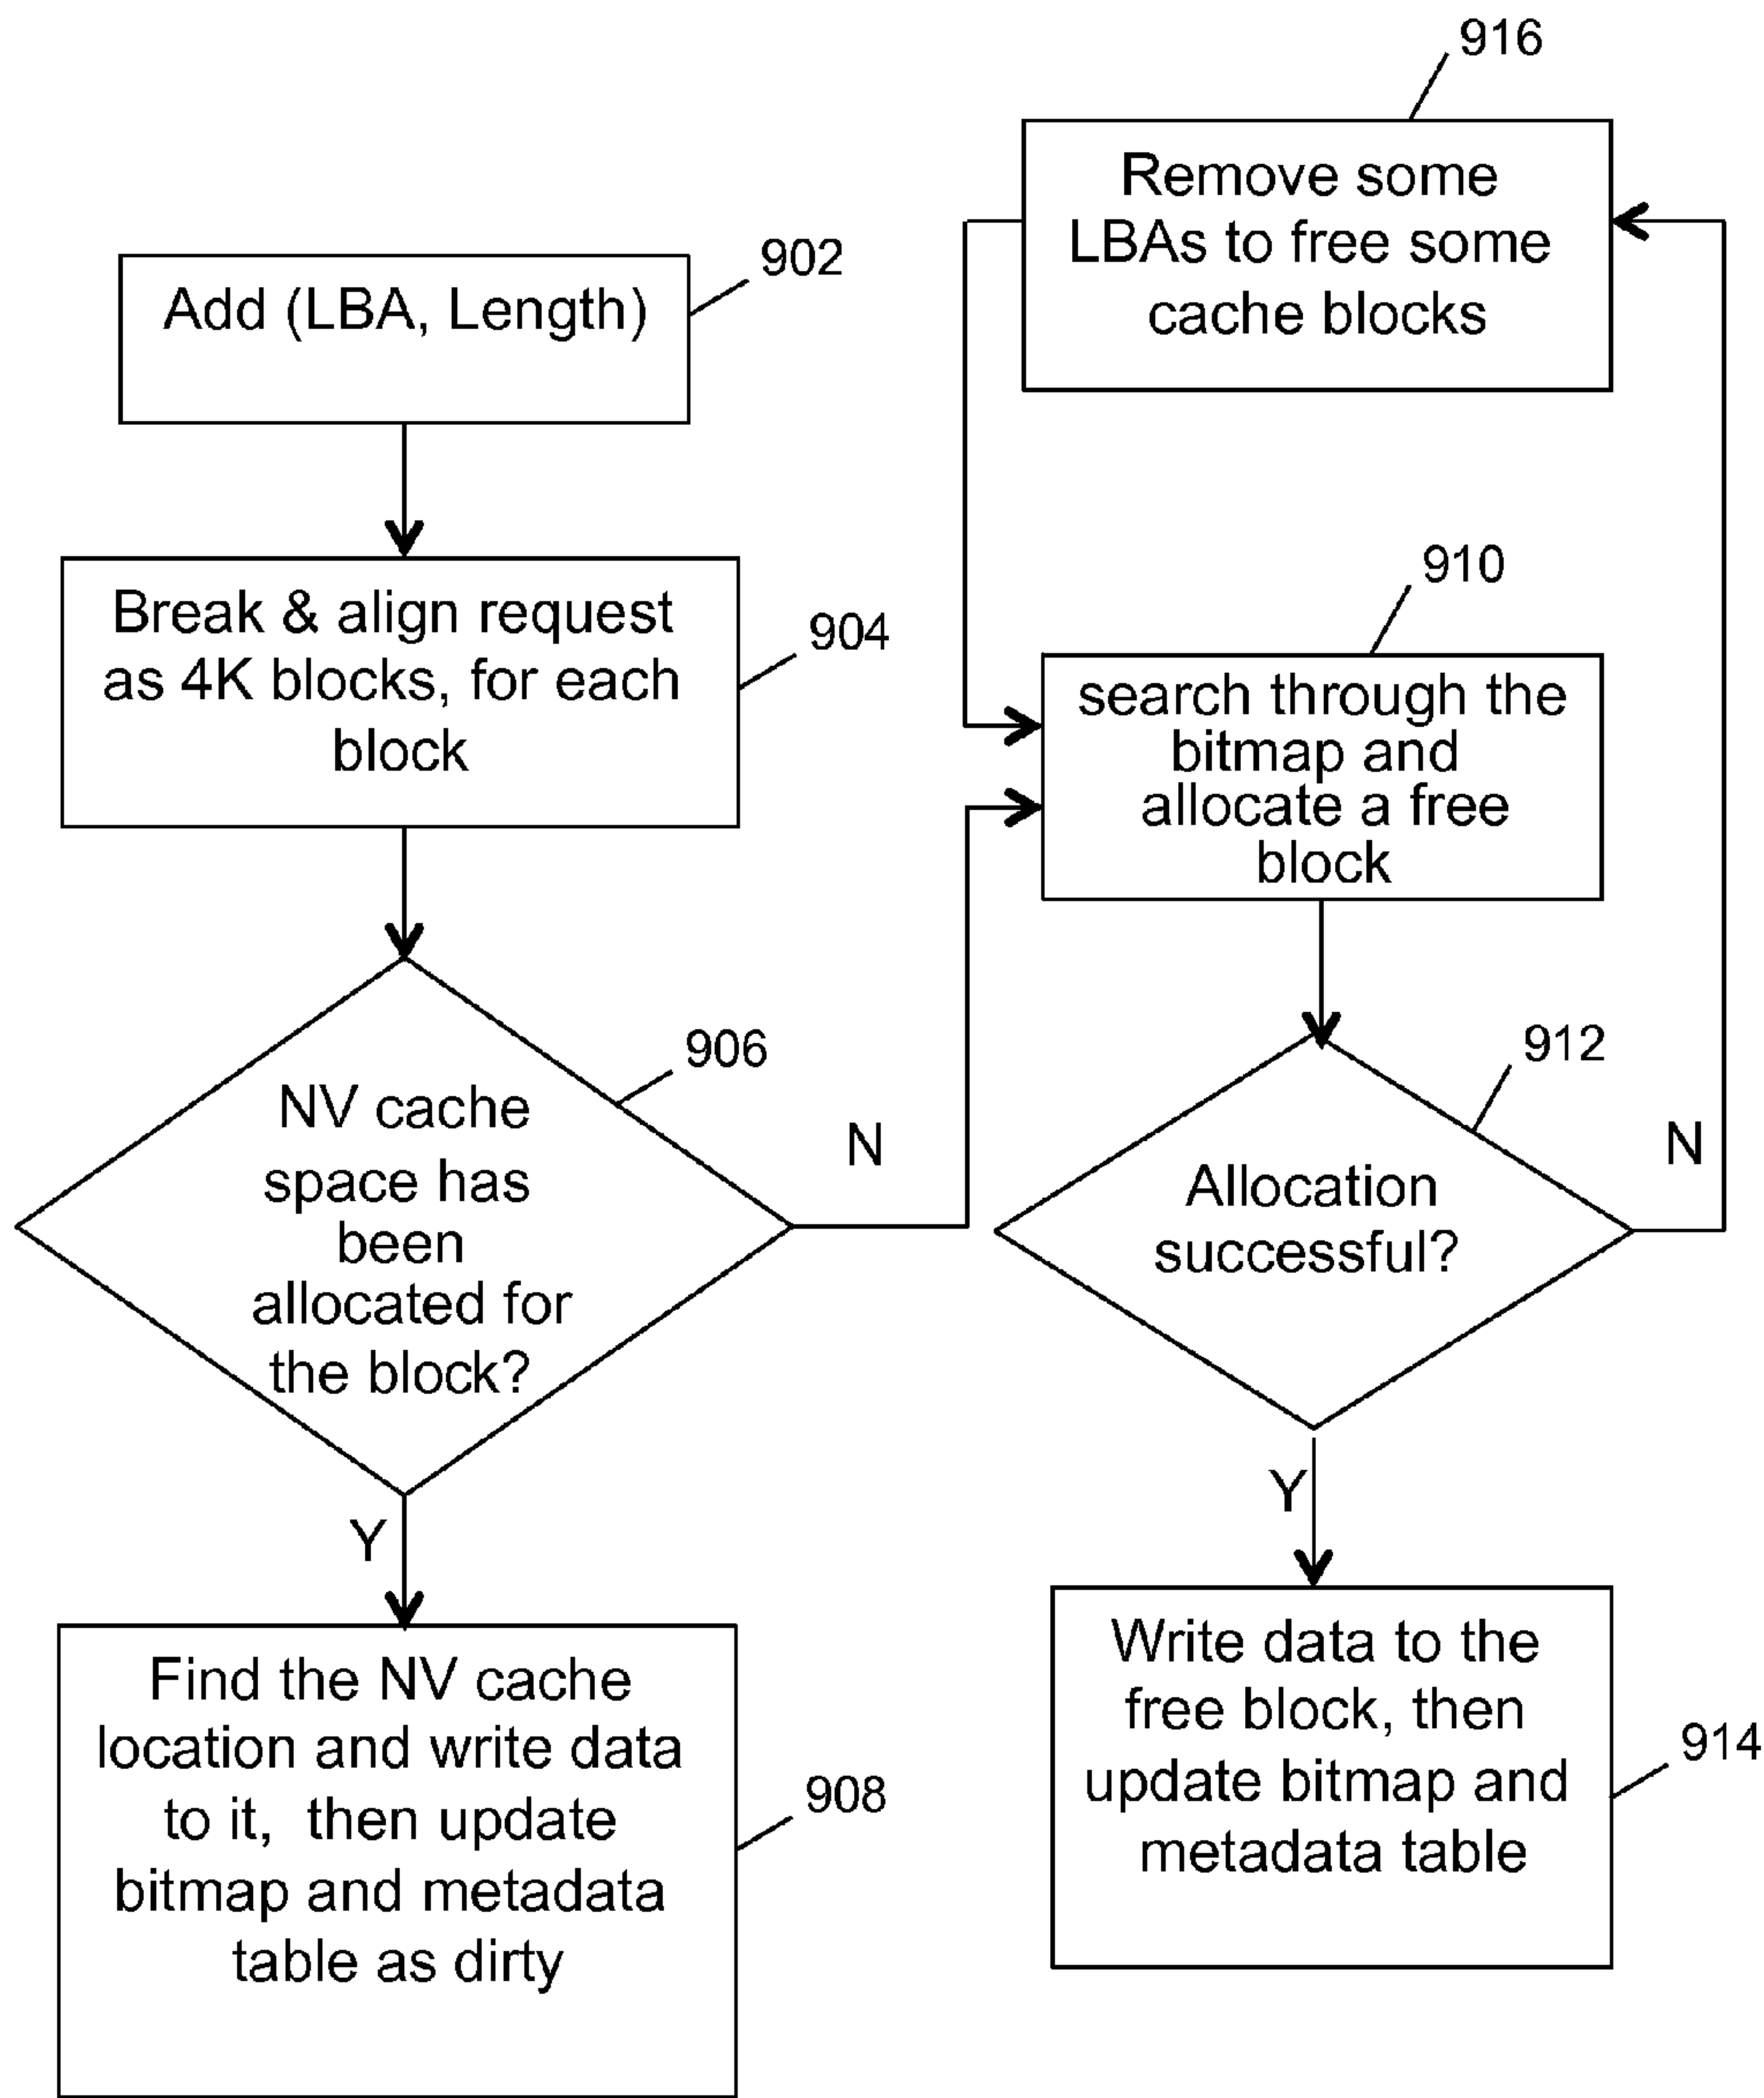 916
Remove some
LBAs to free some
cache blocks
902
Add (LBA, Length)
904
Break & align request
as 4K blocks, for each
block
910
search through the
bitmap and
allocate a free
block
906
NV cache
space has
been
allocated for
the block?
N
Y
912
Allocation
successful?
N
Y
908
Find the NV cache
location and write data
to it, then update
bitmap and metadata
table as dirty
914
Write data to the
free block, then
update bitmap and
metadata table